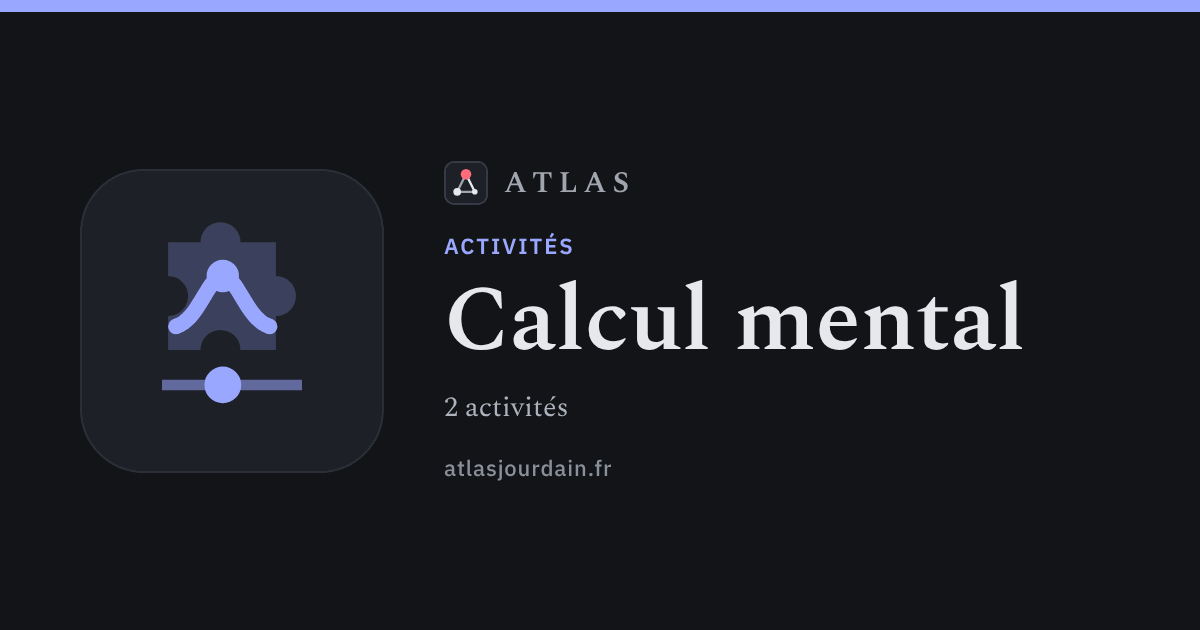 ATLAS
ACTIVITÉS
Calcul mental
2 activités
atlasjourdain.fr